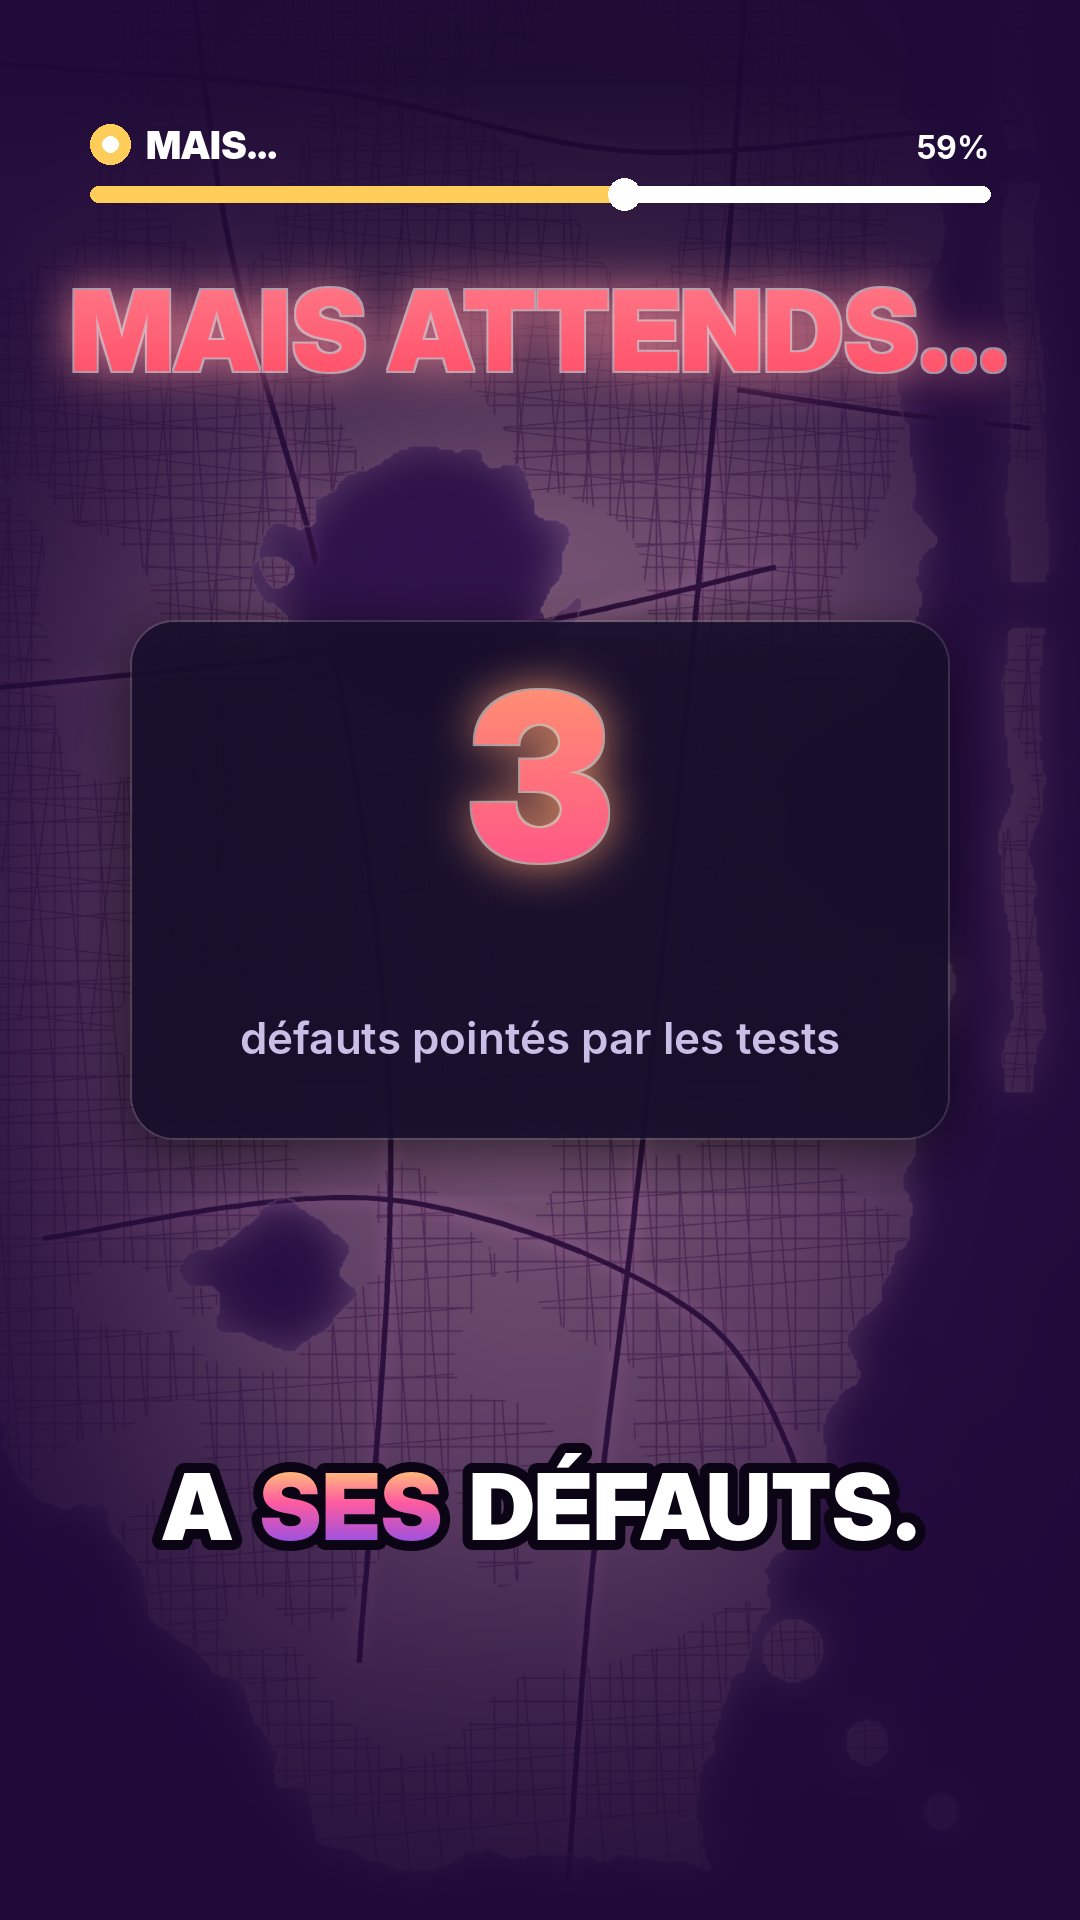 MAIS...
59%
MAIS ATTENDS...
3
défauts pointés par les tests
A SES DÉFAUTS.